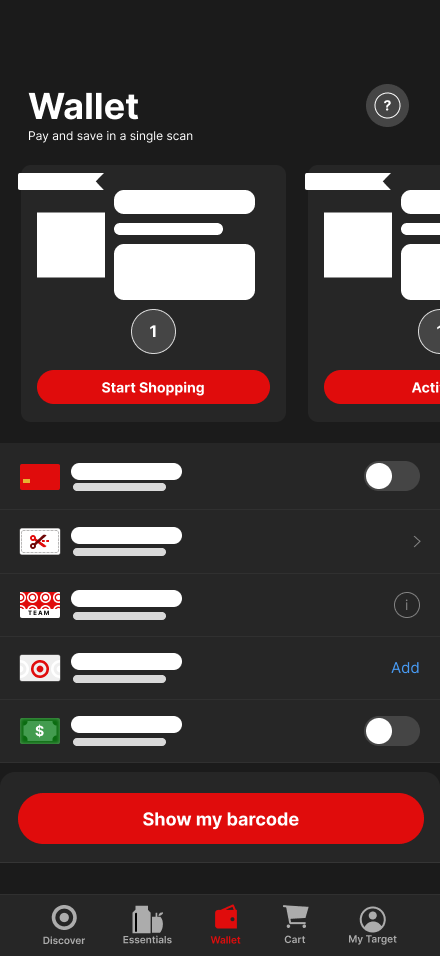 Wallet
?
Pay and save in a single scan
1
1
Start Shopping
Acti
i
TEAM
Add
$
Show my barcode
Discover
Essentials
Wallet
Cart
My Target